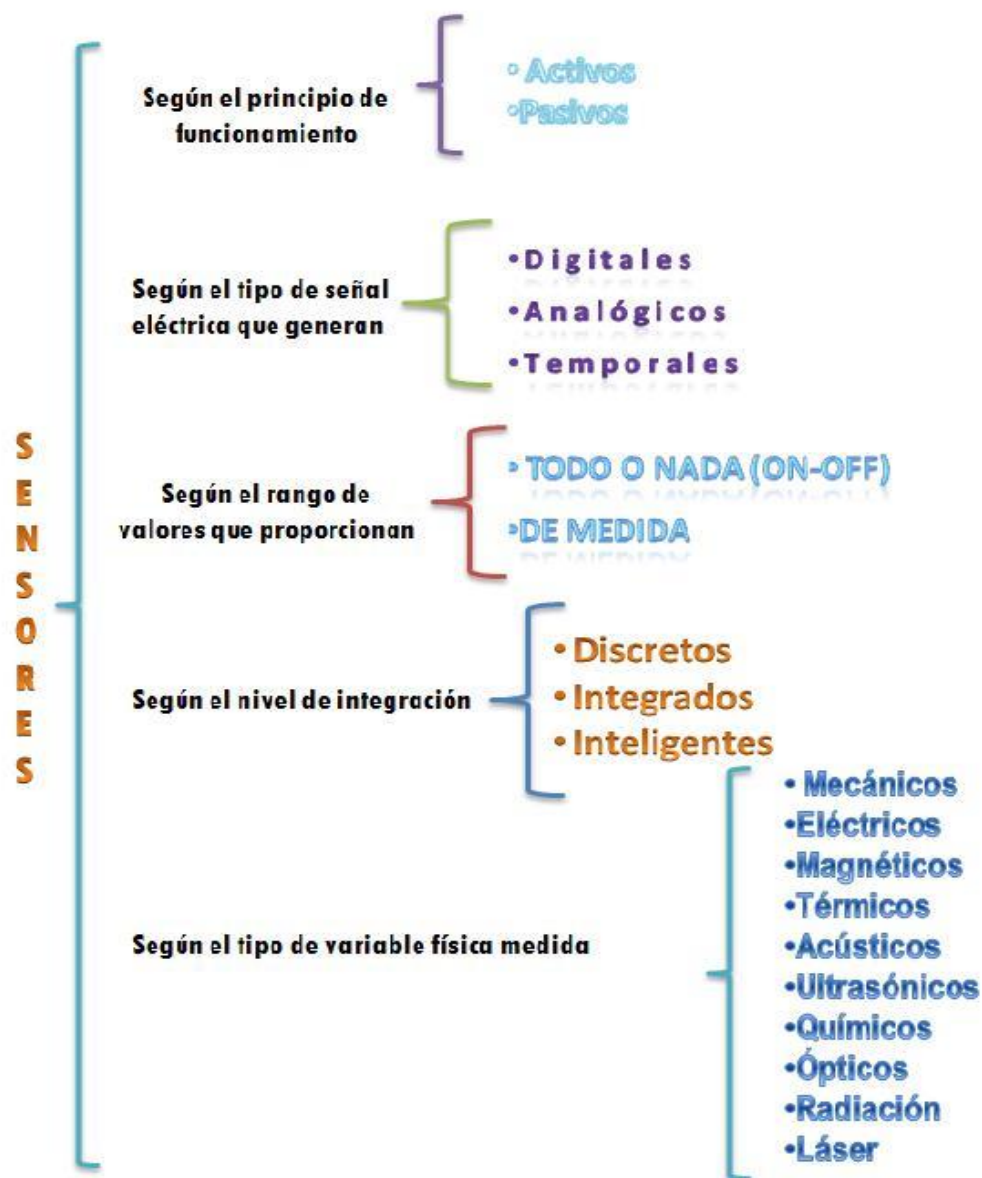 SENSORES
Según el principio de
funcionamiento
• Activos
•Pasivos
Según el tipo de señal
eléctrica que generan
•Digitales
•Analógicos
•Temporales
Según el rango de
valores que proporcionan
• TODO O NADA (ON-OFF)
•DE MEDIDA
Según el nivel de integración
•Discretos
•Integrados
•Inteligentes
Según el tipo de variable física medida
• Mecánicos
•Eléctricos
•Magnéticos
•Térmicos
•Acústicos
•Ultrasónicos
•Químicos
•Ópticos
•Radiación
•Láser